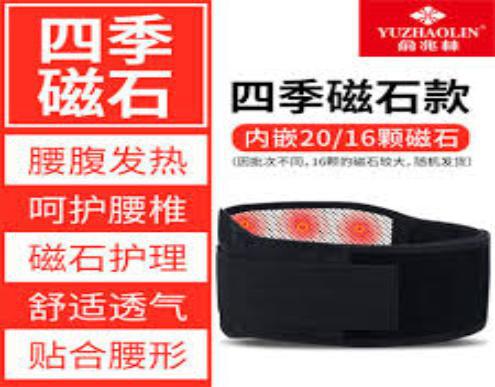 四季
磁石
腰腹发热
呵护腰椎
磁石护理
舒适透气
贴合腰形
YUZHAOLIN
俞兆林
四季磁石款
内嵌20/16颗磁石
(因批次不同,16颗的磁石较大,随机发货)